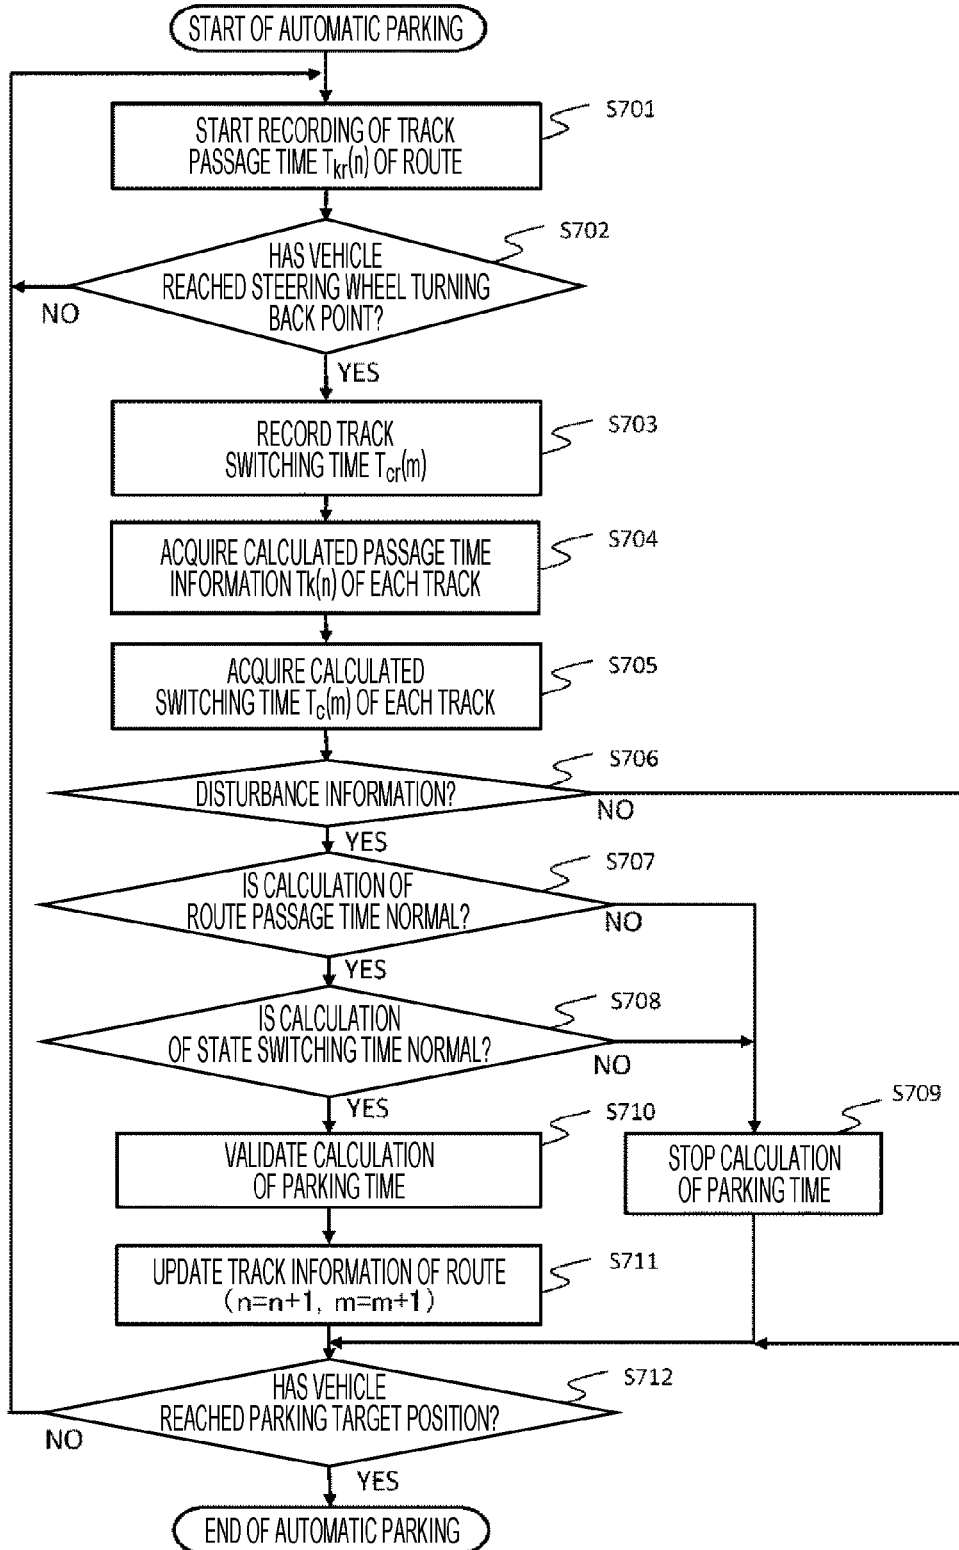 START OF AUTOMATIC PARKING
S701
START RECORDING OF TRACK
PASSAGE TIME Tkr(n) OF ROUTE
S702
HAS VEHICLE
REACHED STEERING WHEEL TURNING
BACK POINT?
NO
YES
S703
RECORD TRACK
SWITCHING TIME Tcr(m)
S704
ACQUIRE CALCULATED PASSAGE TIME
INFORMATION Tk(n) OF EACH TRACK
S705
ACQUIRE CALCULATED
SWITCHING TIME Tc(m) OF EACH TRACK
S706
DISTURBANCE INFORMATION?
NO
YES
S707
IS CALCULATION OF
ROUTE PASSAGE TIME NORMAL?
NO
YES
S708
IS CALCULATION
OF STATE SWITCHING TIME NORMAL?
NO
YES
S710
VALIDATE CALCULATION
OF PARKING TIME
S709
STOP CALCULATION
OF PARKING TIME
S711
UPDATE TRACK INFORMATION OF ROUTE
(n=n+1, m=m+1)
S712
HAS VEHICLE
REACHED PARKING TARGET POSITION?
NO
YES
END OF AUTOMATIC PARKING